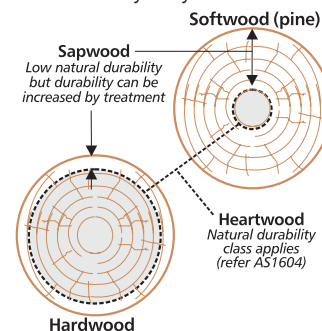 Softwood (pine)
Sapwood
Low natural durability
but durability can be
increased by treatment
Heartwood
Natural durability
class applies
(refer AS1604)
Hardwood